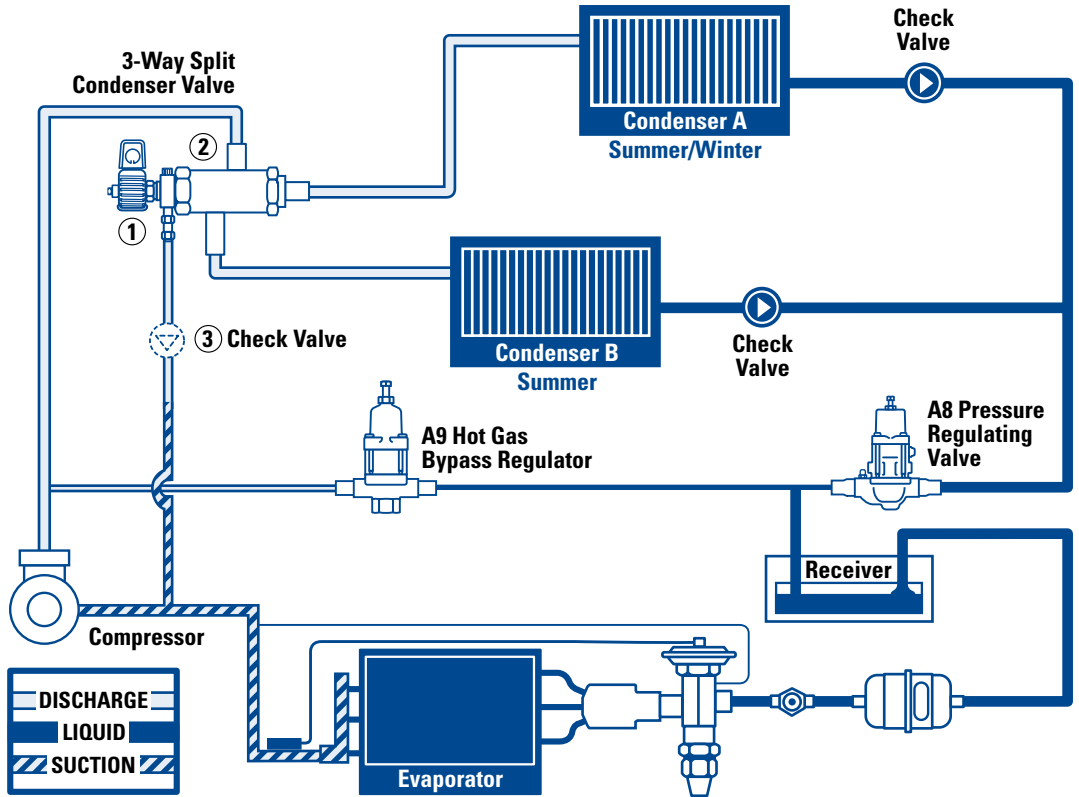 Check
Valve
3-Way Split
Condenser Valve
Condenser A
Summer/Winter
2
1
3 Check Valve
Condenser B
Summer
Check
Valve
A9 Hot Gas
Bypass Regulator
A8 Pressure
Regulating
Valve
Receiver
Compressor
DISCHARGE
LIQUID
SUCTION
Evaporator